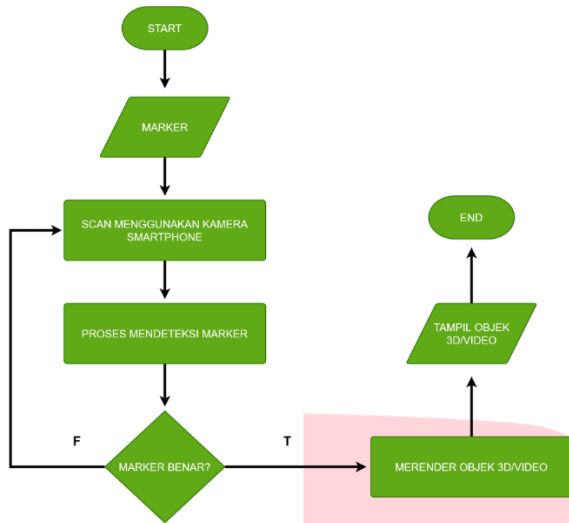 START
MARKER
SCAN MENGGUNAKAN KAMERA
SMARTPHONE
PROSES MENDETEKSI MARKER
MARKER BENAR?
F
T
MERENDER OBJEK 3D/VIDEO
TAMPIL OBJEK
3D/VIDEO
END